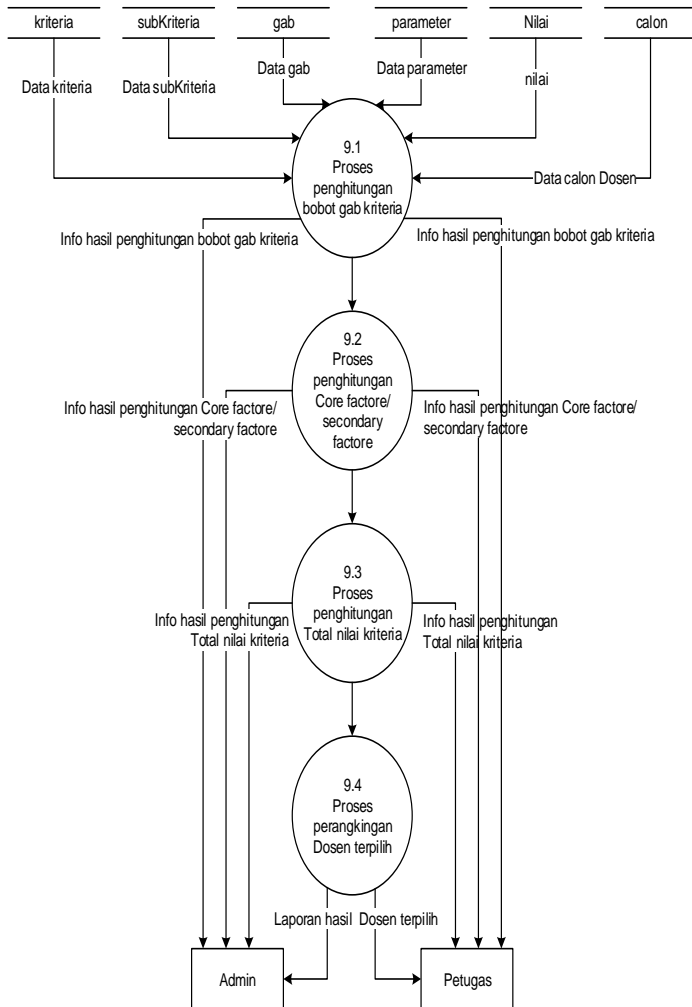 kriteria
subKriteria
gab
parameter
Nilai
calon
Data kriteria
Data subKriteria
Data gab
Data parameter
nilai
Data calon Dosen
9.1
Proses
penghitungan
bobot gab kriteria
Info hasil penghitungan bobot gab kriteria
Info hasil penghitungan bobot gab kriteria
9.2
Proses
penghitungan
Core factore/
secondary
factore
Info hasil penghitungan Core factore/
secondary factore
Info hasil penghitungan Core factore/
secondary factore
9.3
Proses
penghitungan
Total nilai kriteria
Info hasil penghitungan
Total nilai kriteria
Info hasil penghitungan
Total nilai kriteria
9.4
Proses
perangkingan
Dosen terpilih
Laporan hasil Dosen terpilih
Admin
Petugas